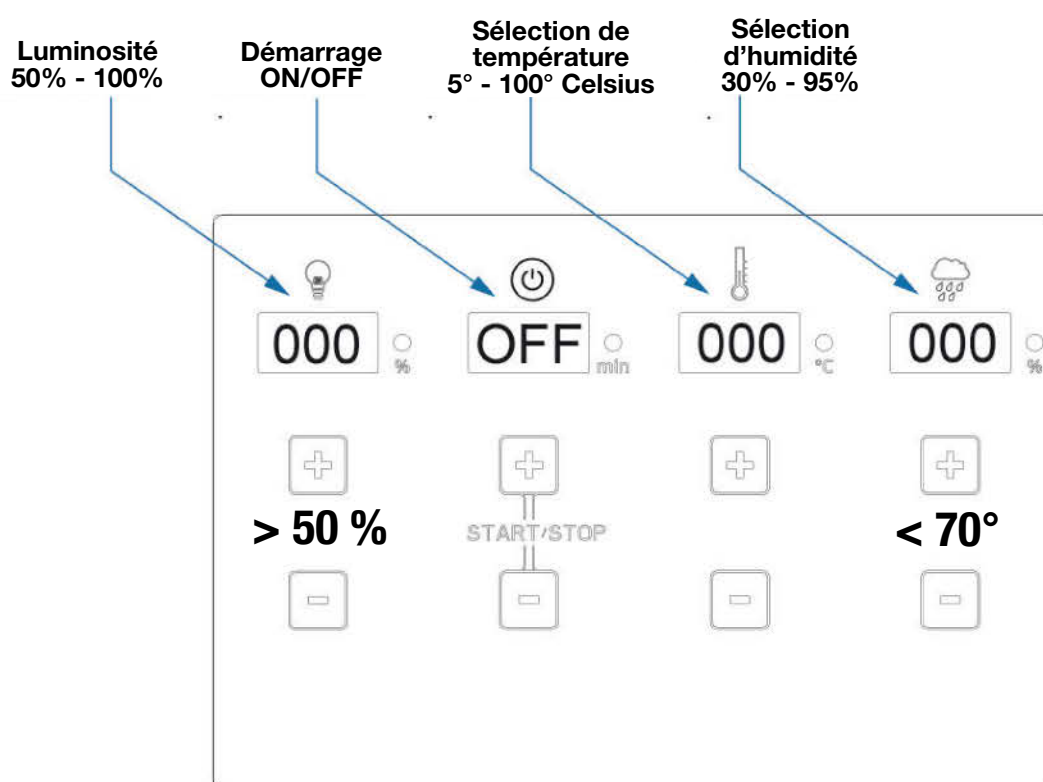 Luminosité
50% - 100%
Démarrage
ON/OFF
Sélection de
température
5° - 100° Celsius
Sélection
d’humidité
30% - 95%
000
%
OFF
min
000
°C
000
%
> 50 %
START/STOP
< 70°